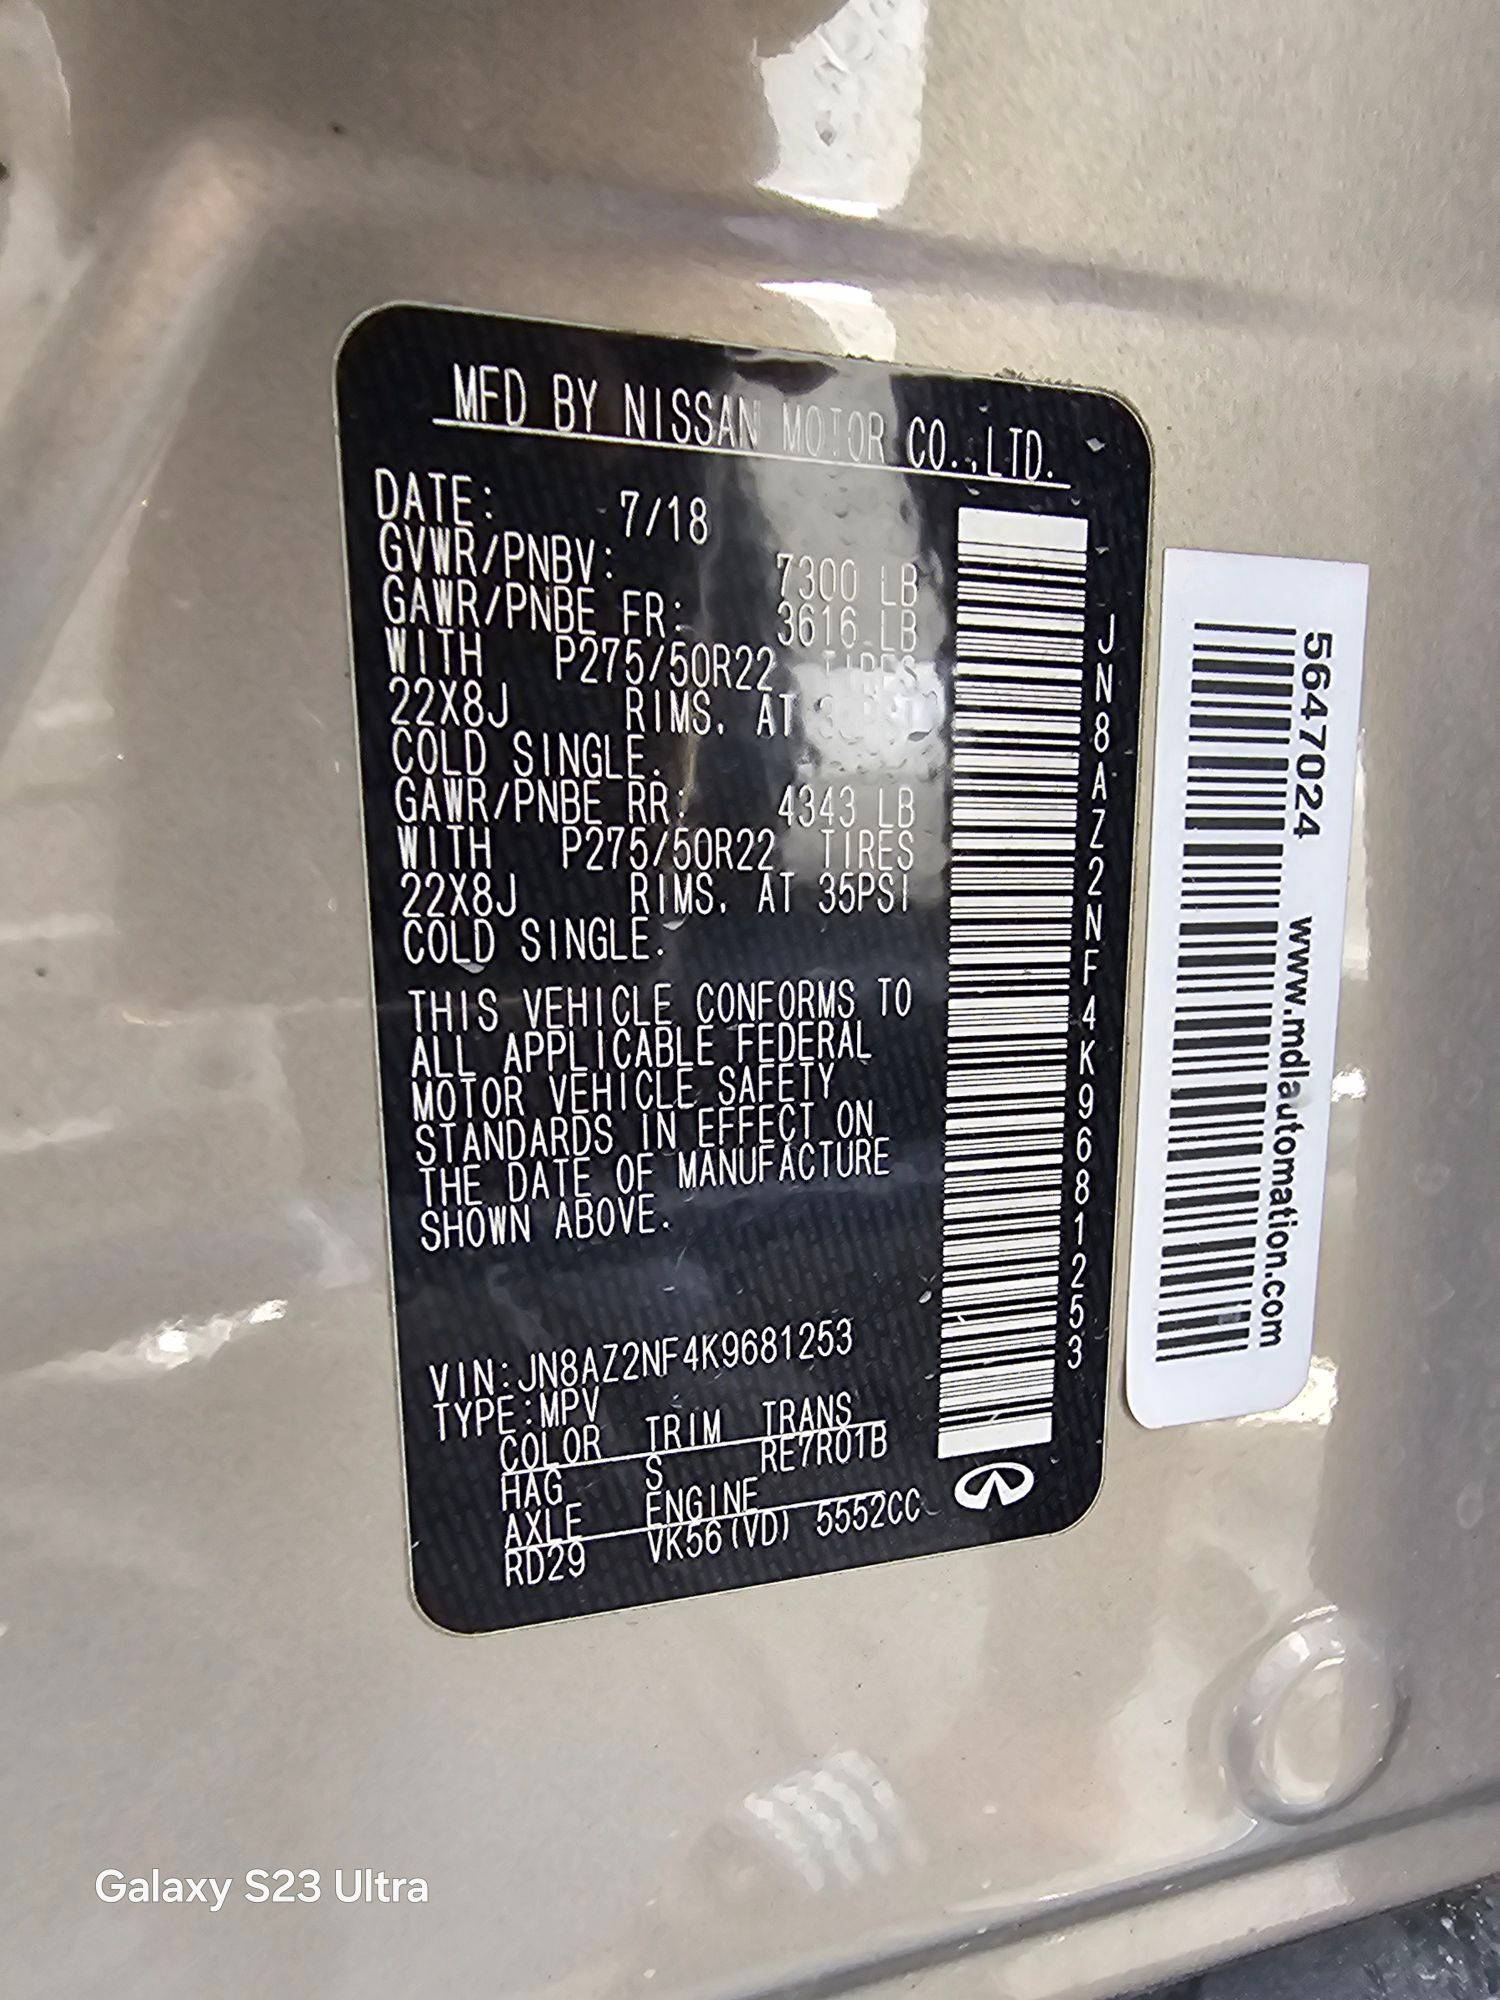 MFD BY NISSAN MOTOR CO.,LTD.
DATE: 7/18
GVWR/PNBV: 7300 LB
GAWR/PNBE FR: 3616 LB
WITH P275/50R22 TIRES
22X8J RIMS. AT
COLD SINGLE.
GAWR/PNBE RR: 4343 LB
WITH P275/50R22 TIRES
22X8J RIMS. AT 35PSI
COLD SINGLE.
THIS VEHICLE CONFORMS TO
ALL APPLICABLE FEDERAL
MOTOR VEHICLE SAFETY
STANDARDS IN EFFECT ON
THE DATE OF MANUFACTURE
SHOWN ABOVE.
VIN:JN8AZ2NF4K9681253
TYPE:MPV
COLOR TRIM TRANS
HAG S RE7R01B
AXLE ENGINE
RD29 VK56(VD) 5552CC
JN8AZ2NF4K9681253
5647024 www.mdlautomation.com
Galaxy S23 Ultra